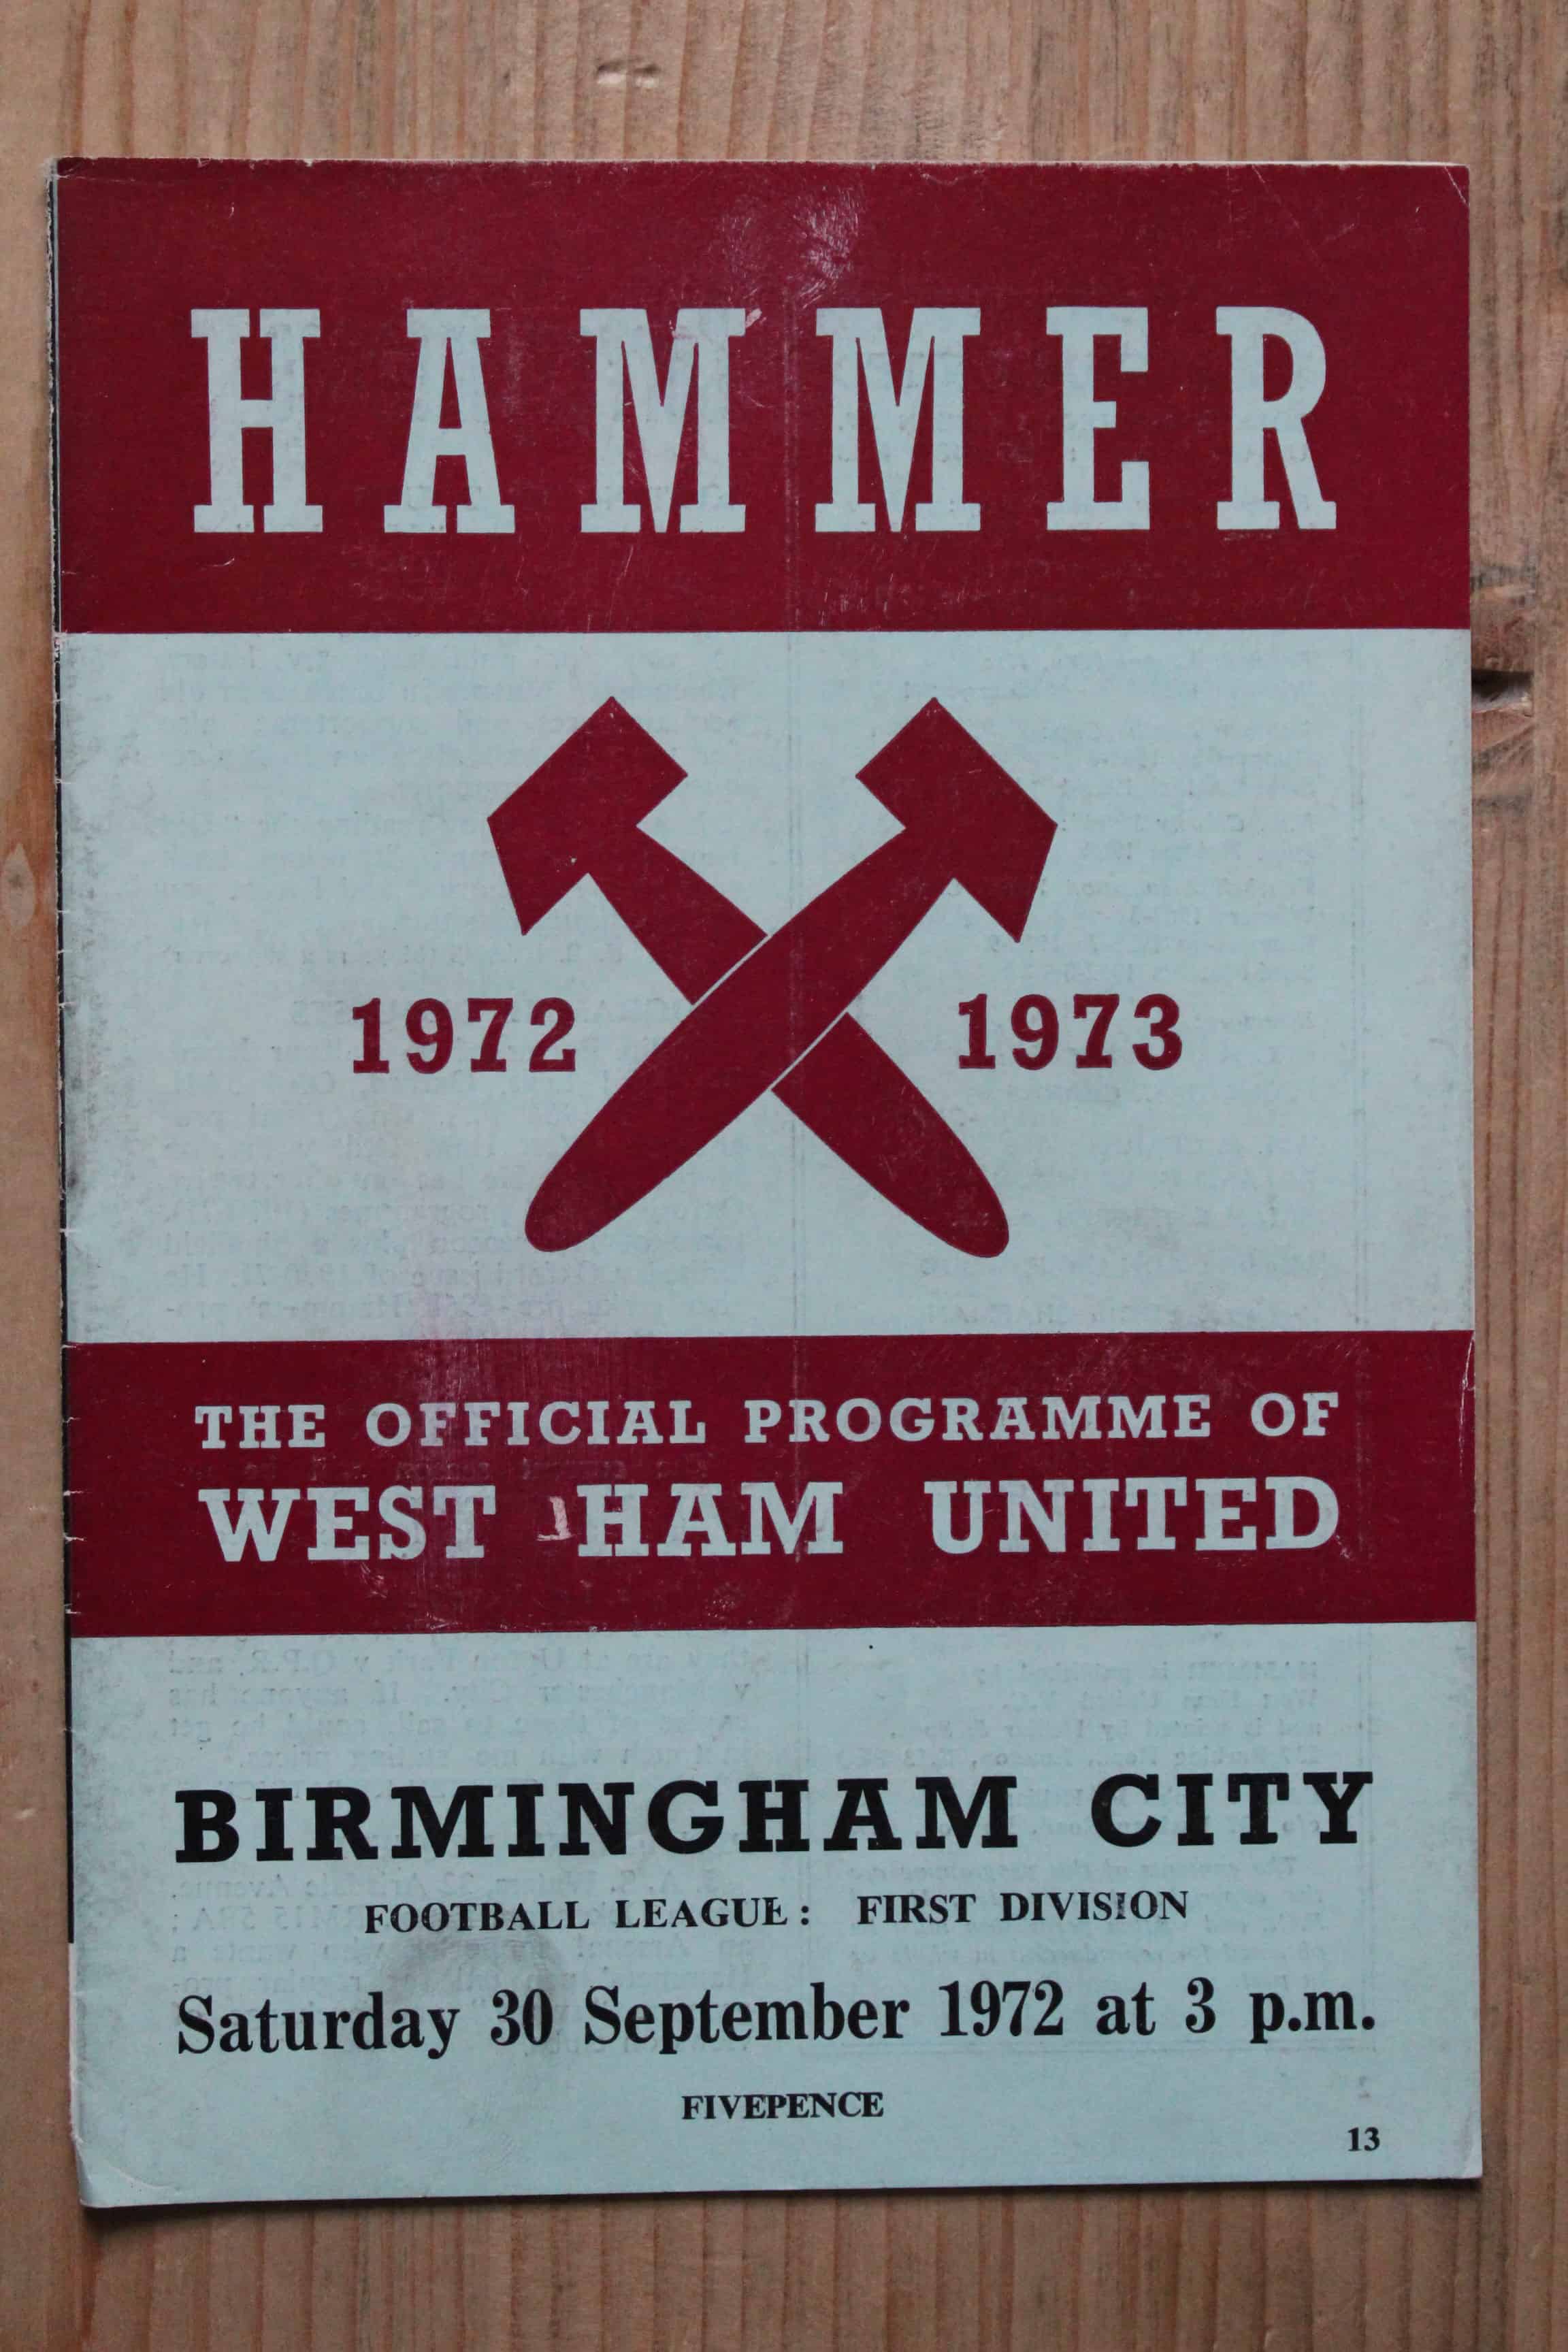 HAMMER
1972 1973
THE OFFICIAL PROGRAMME OF
WEST HAM UNITED
BIRMINGHAM CITY
FOOTBALL LEAGUE: FIRST DIVISION
Saturday 30 September 1972 at 3 p.m.
FIVEPENCE
13